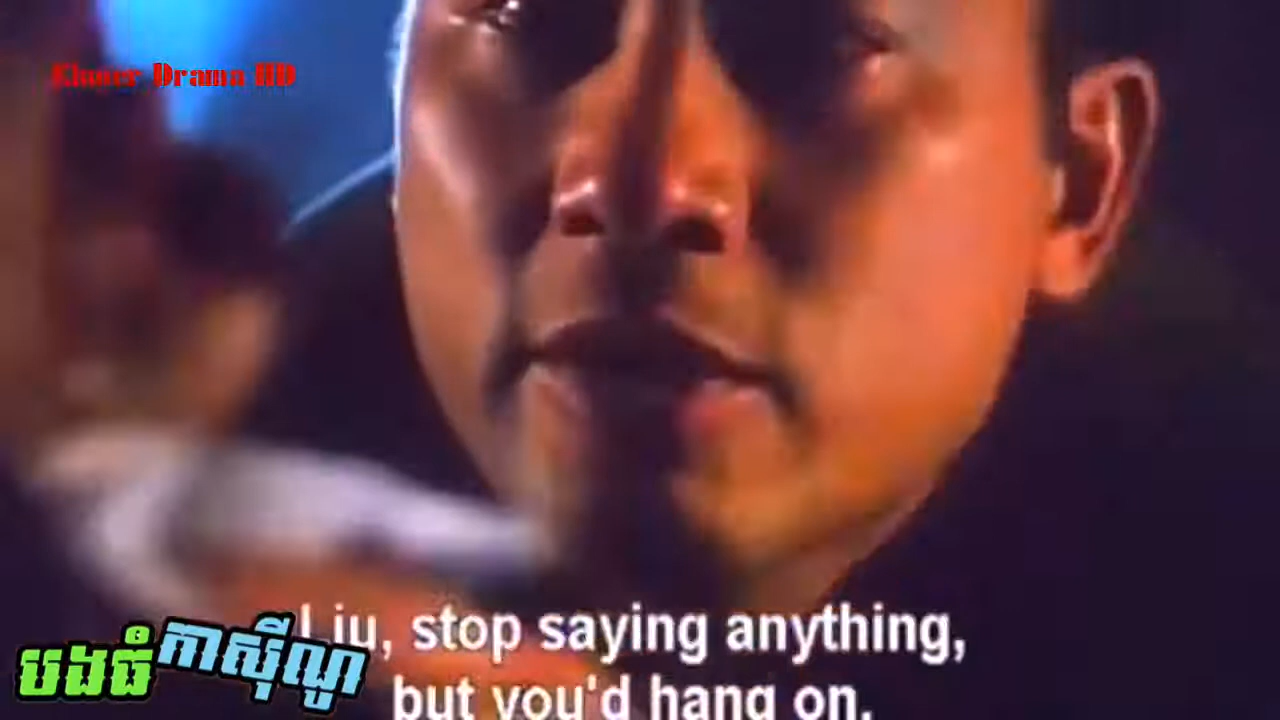 Khmer Drama HD
Liu, stop saying anything,
but you'd hang on.
បងធំ កាស៊ីណូ